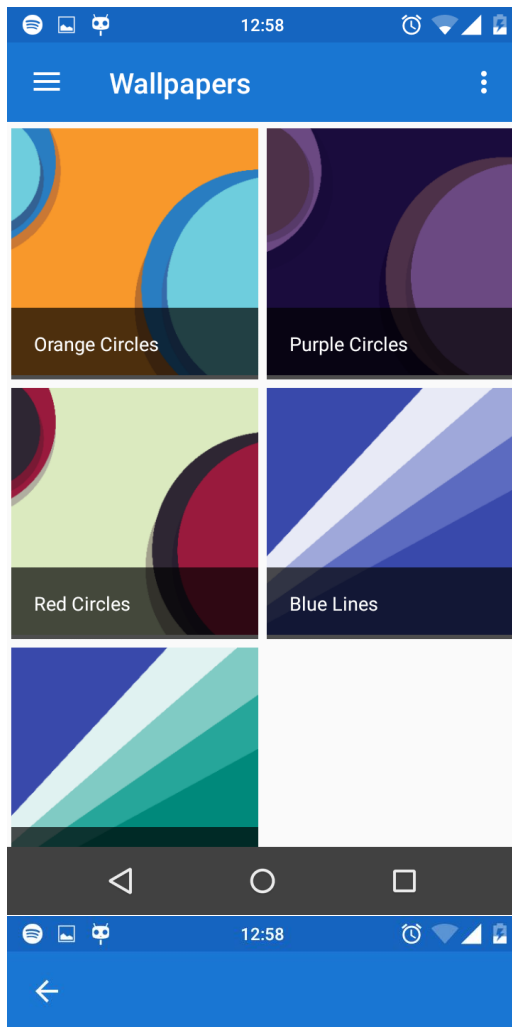 12:58
Wallpapers
Orange Circles
Purple Circles
Red Circles
Blue Lines
12:58